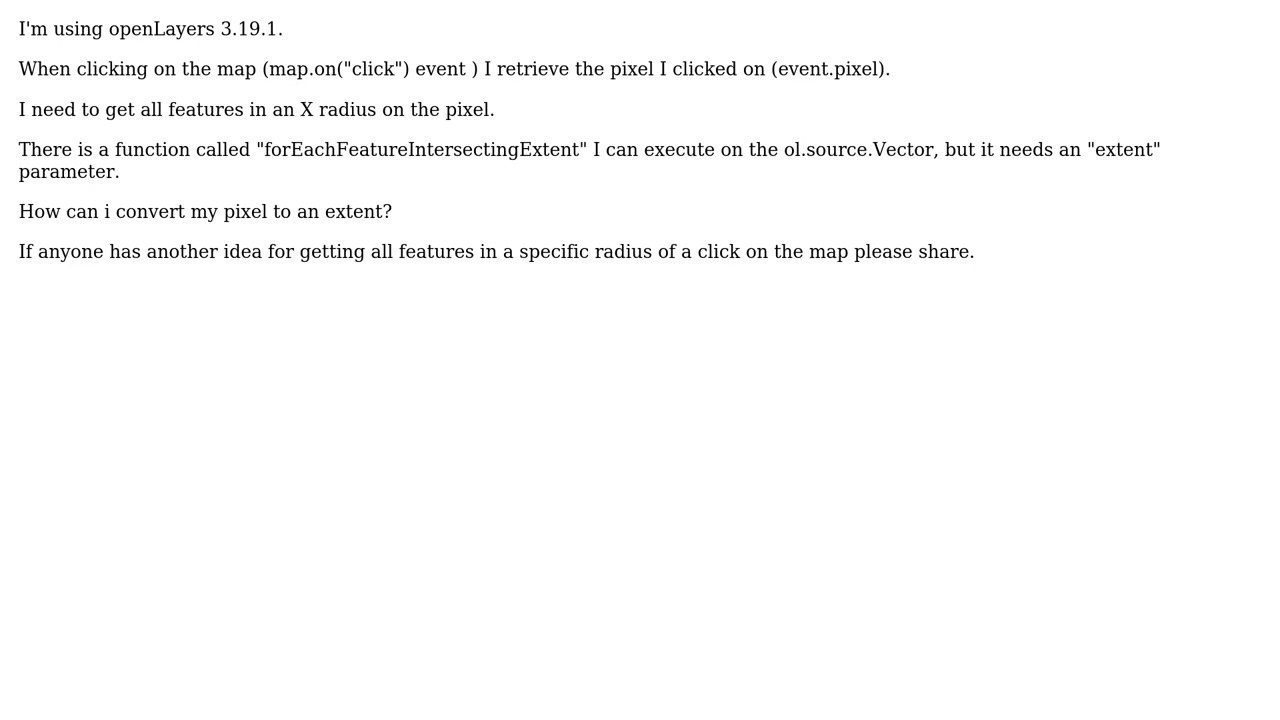 I'm using openLayers 3.19.1.
When clicking on the map (map.on("click") event ) I retrieve the pixel I clicked on (event.pixel).
I need to get all features in an X radius on the pixel.
There is a function called "forEachFeatureIntersectingExtent" I can execute on the ol.source.Vector, but it needs an "extent"
parameter.
How can i convert my pixel to an extent?
If anyone has another idea for getting all features in a specific radius of a click on the map please share.